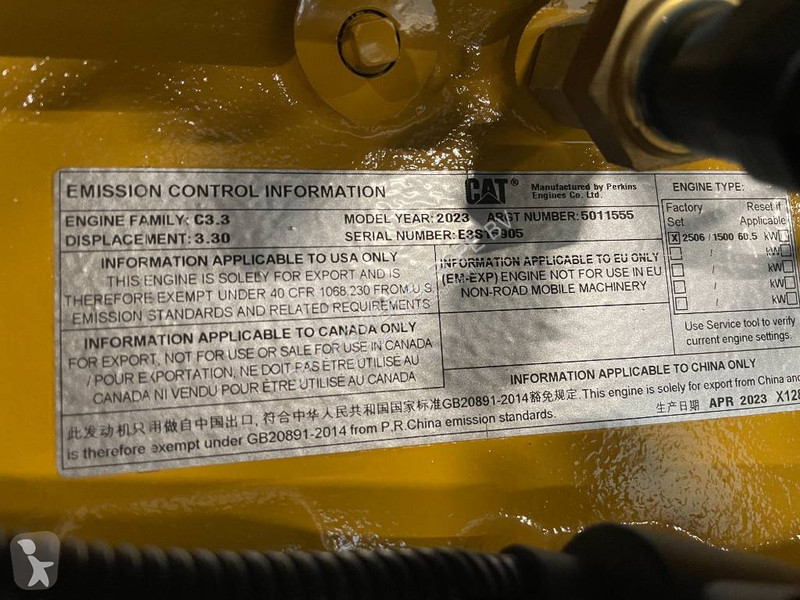 EMISSION CONTROL INFORMATION
CAT®
Manufactured by Perkins
Engines Co. Ltd.
ENGINE FAMILY: C3.3
MODEL YEAR: 2023
ARGT NUMBER: 5011555
DISPLACEMENT: 3.30
SERIAL NUMBER:
INFORMATION APPLICABLE TO USA ONLY
THIS ENGINE IS SOLELY FOR EXPORT AND IS
THEREFORE EXEMPT UNDER 40 CFR 1068.230 FROM U.S
EMISSION STANDARDS AND RELATED REQUIREMENTS
INFORMATION APPLICABLE TO CANADA ONLY
FOR EXPORT, NOT FOR USE OR SALE FOR USE IN CANADA
/ POUR EXPORTATION, NE DOIT PAS ÊTRE UTILISE AU
CANADA NI VENDU POUR ÊTRE UTILISE AU CANADA
INFORMATION APPLICABLE TO EU ONLY
(EM-EXP) ENGINE NOT FOR USE IN EU
NON-ROAD MOBILE MACHINERY
ENGINE TYPE:
Factory
Set
Reset if
Applicable
X 2506 / 1500 60.5 kW
/ kW
/ kW
/ kW
/ kW
Use Service tool to verify
current engine settings.
INFORMATION APPLICABLE TO CHINA ONLY
此发动机只用做自中国出口, 符合中华人民共和国国家标准GB20891-2014豁免规定.This engine is solely for export from China and
is therefore exempt under GB20891-2014 from P.R.China emission standards.
生产日期 APR 2023 X128